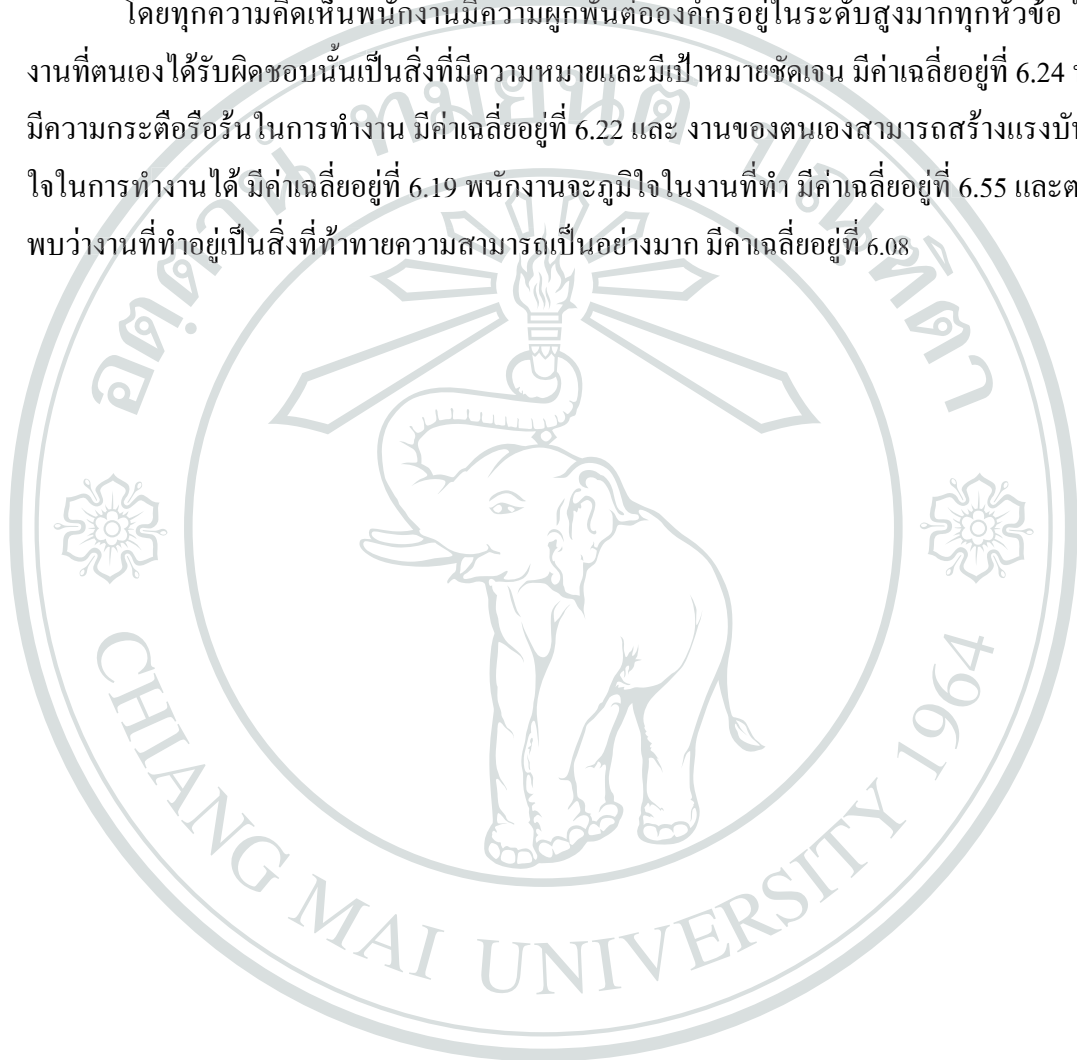 โดยทุกความคิดเห็นพนักงานมีความผูกพันต่อองค์กรอยู่ในระดับสูงมากทุกหัวข้อ
งานที่ตนเองได้รับผิดชอบนั้นเป็นสิ่งที่มีความหมายและมีเป้าหมายชัดเจน มีค่าเฉลี่ยอยู่ที่ 6.24
มีความกระตือรือร้นในการทำงาน มีค่าเฉลี่ยอยู่ที่ 6.22 และ งานของตนเองสามารถสร้างแรงบัน
ใจในการทำงานได้ มีค่าเฉลี่ยอยู่ที่ 6.19 พนักงานจะภูมิใจในงานที่ทำ มีค่าเฉลี่ยอยู่ที่ 6.55 และ
พบว่างานที่ทำอยู่เป็นสิ่งที่ท้าทายความสามารถเป็นอย่างมาก มีค่าเฉลี่ยอยู่ที่ 6.08
อตฺตานํ ทมยนฺติ ปณฺฑิตา
CHIANG MAI UNIVERSITY 1964